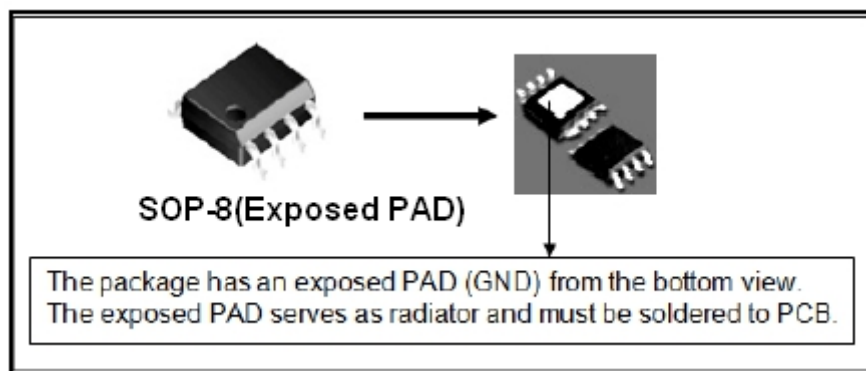 SOP-8(Exposed PAD)
The package has an exposed PAD (GND) from the bottom view.
The exposed PAD serves as radiator and must be soldered to PCB.